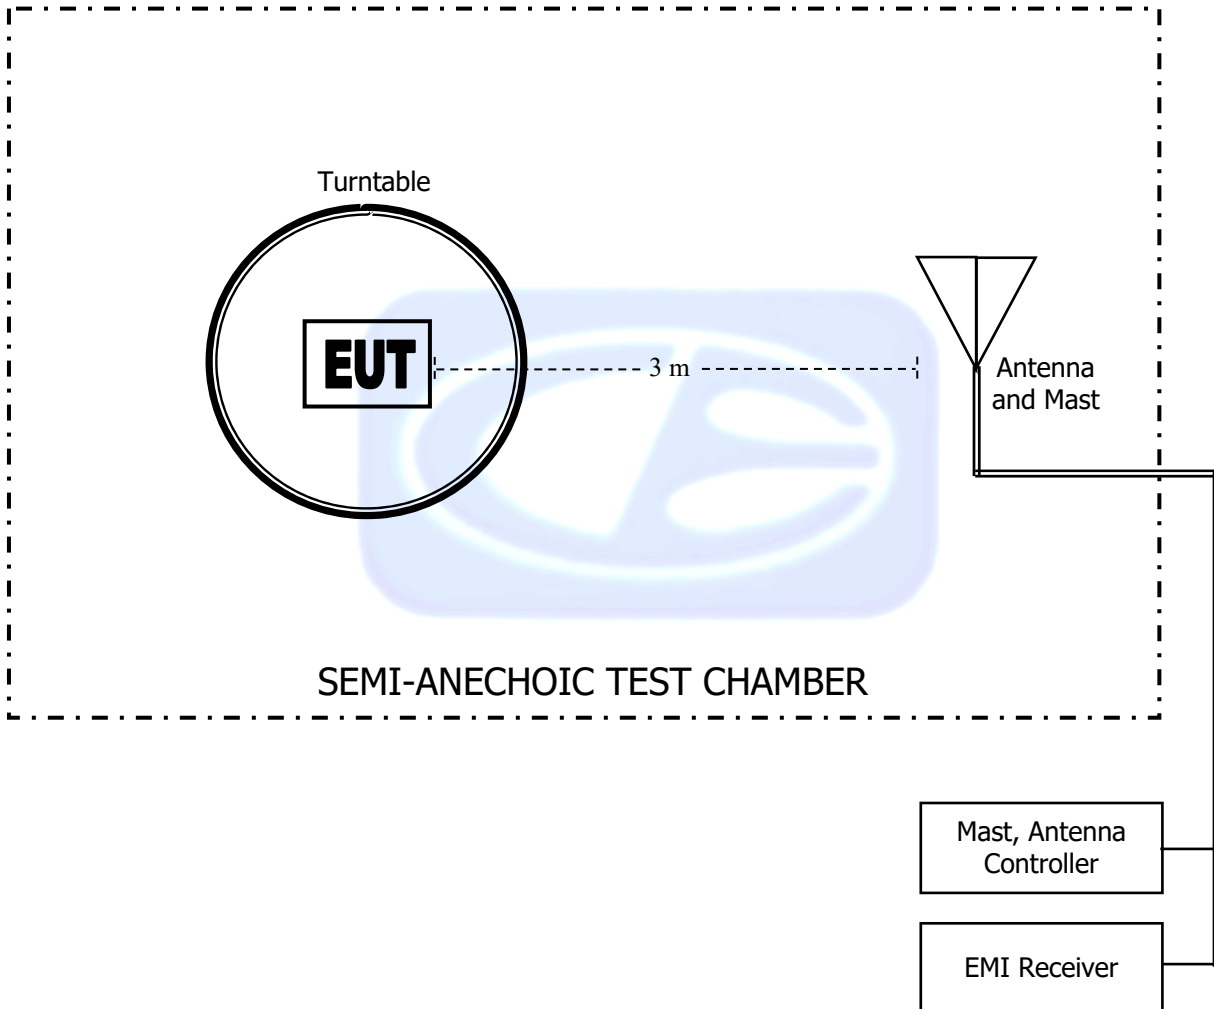 Turntable
EUT
3 m
Antenna
and Mast
SEMI-ANECHOIC TEST CHAMBER
Mast, Antenna
Controller
EMI Receiver